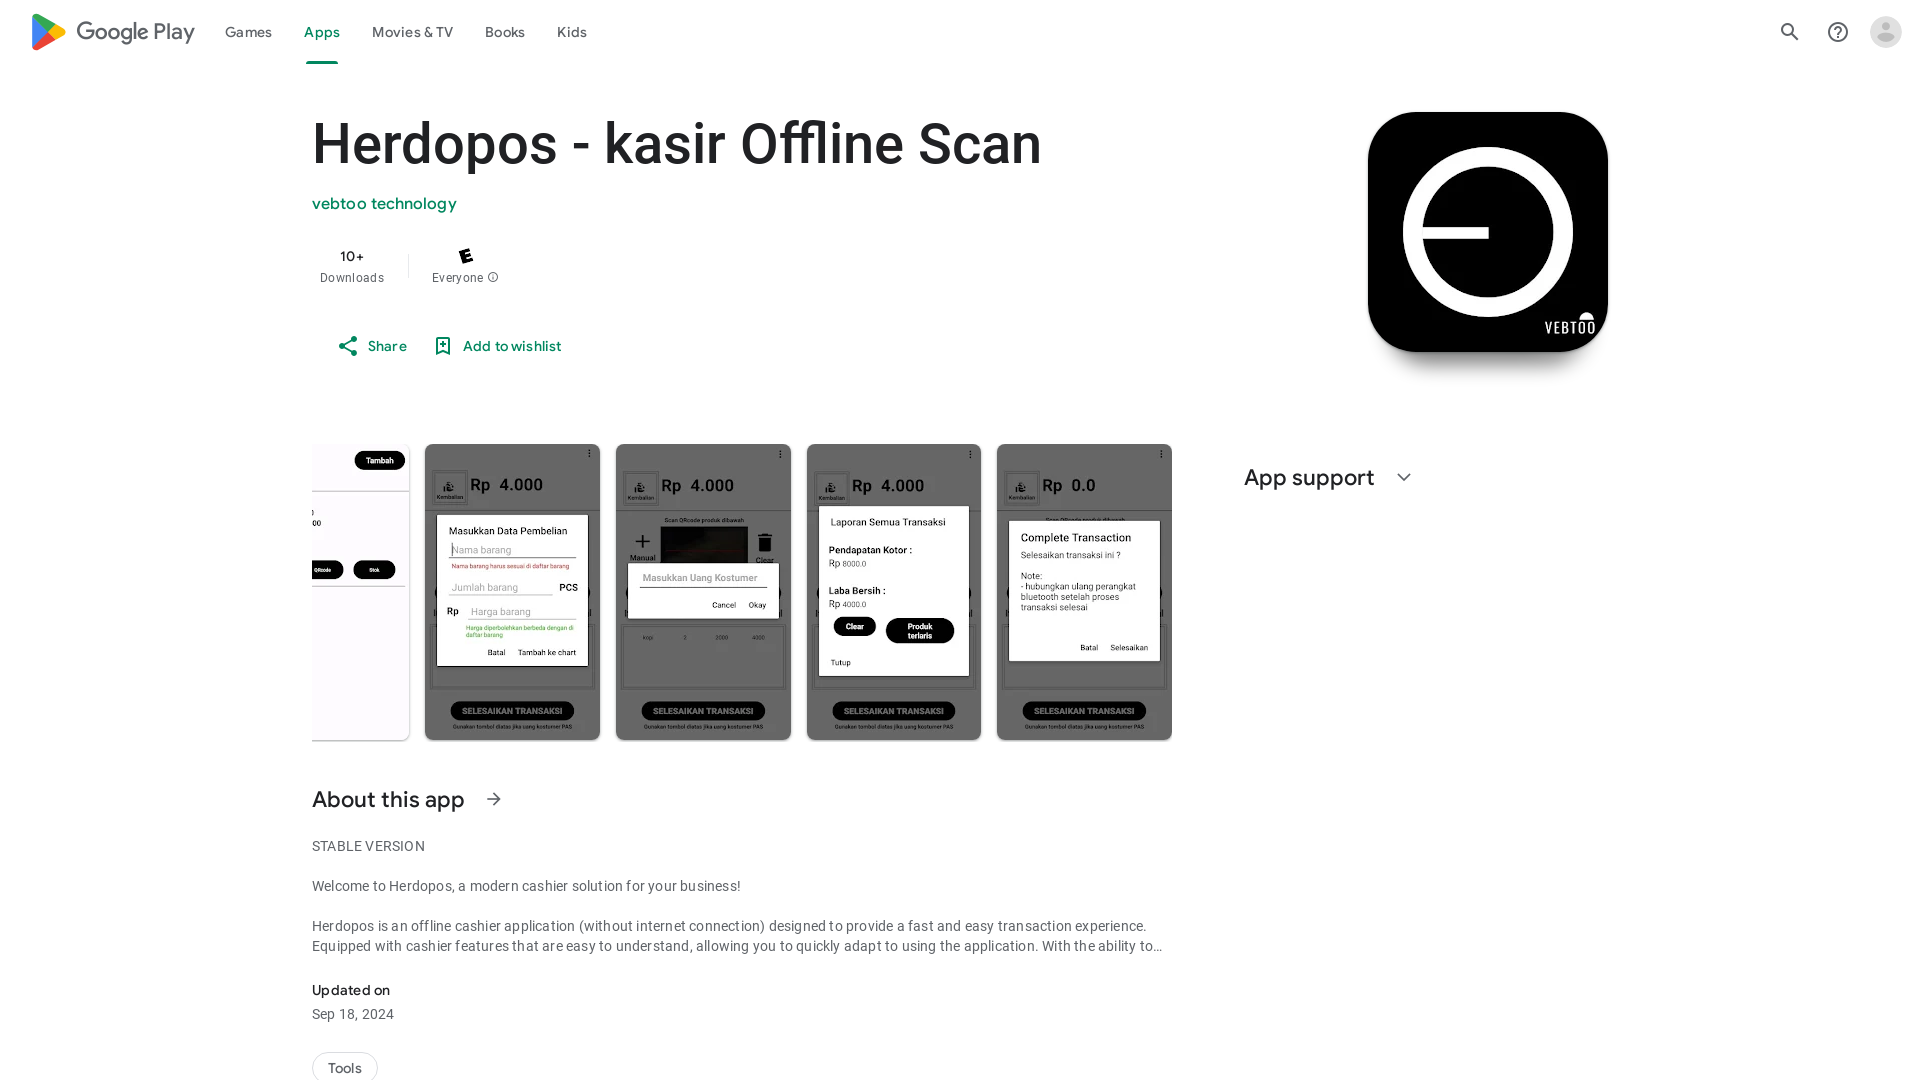 Google Play
Games
Apps
Movies & TV
Books
Kids
Herdopos - kasir Offline Scan
vebtoo technology
10+
Downloads
Everyone
Share
Add to wishlist
VEBTOO
Tambah
QRcode
Stok
Kembalian
Rp 4.000
Masukkan Data Pembelian
Nama barang
Nama barang harus sesuai di daftar barang
Jumlah barang
PCS
Rp
Harga barang
Harga diperbolehkan berbeda dengan di
daftar barang
Batal
Tambah ke chart
SELESAIKAN TRANSAKSI
Gunakan tombol diatas jika uang kostumer PAS
Kembalian
Rp 4.000
Scan QRcode produk dibawah
Manual
Clear
Masukkan Uang Kostumer
Cancel
Okay
Kopi 2 2000 4000
SELESAIKAN TRANSAKSI
Gunakan tombol diatas jika uang kostumer PAS
Kembalian
Rp 4.000
Laporan Semua Transaksi
Pendapatan Kotor :
Rp 8000.0
Laba Bersih :
Rp 4000.0
Clear
Produk
terlaris
Tutup
SELESAIKAN TRANSAKSI
Gunakan tombol diatas jika uang kostumer PAS
Kembalian
Rp 0.0
Scan QRcode produk dibawah
Complete Transaction
Selesaikan transaksi ini ?
Note:
- hubungkan ulang perangkat
bluetooth setelah proses
transaksi selesai
Batal
Selesaikan
SELESAIKAN TRANSAKSI
Gunakan tombol diatas jika uang kostumer PAS
App support
About this app
STABLE VERSION
Welcome to Herdopos, a modern cashier solution for your business!
Herdopos is an offline cashier application (without internet connection) designed to provide a fast and easy transaction experience.
Equipped with cashier features that are easy to understand, allowing you to quickly adapt to using the application. With the ability to…
Updated on
Sep 18, 2024
Tools